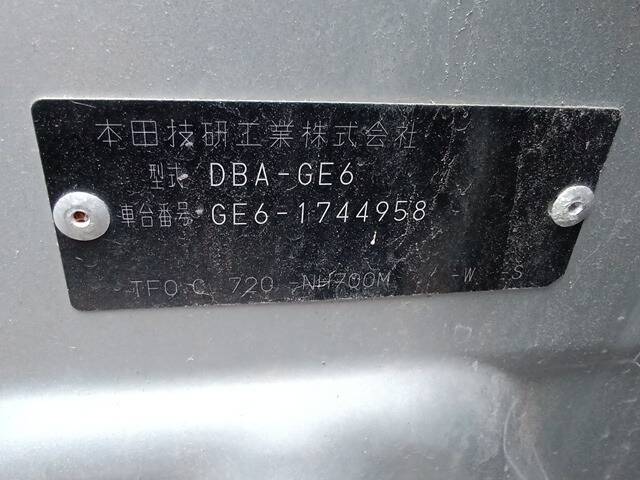 本田技研工業株式会社
型式 DBA-GE6
車台番号 GE6-1744958
TF0 C 720 -NH700M / -W -S